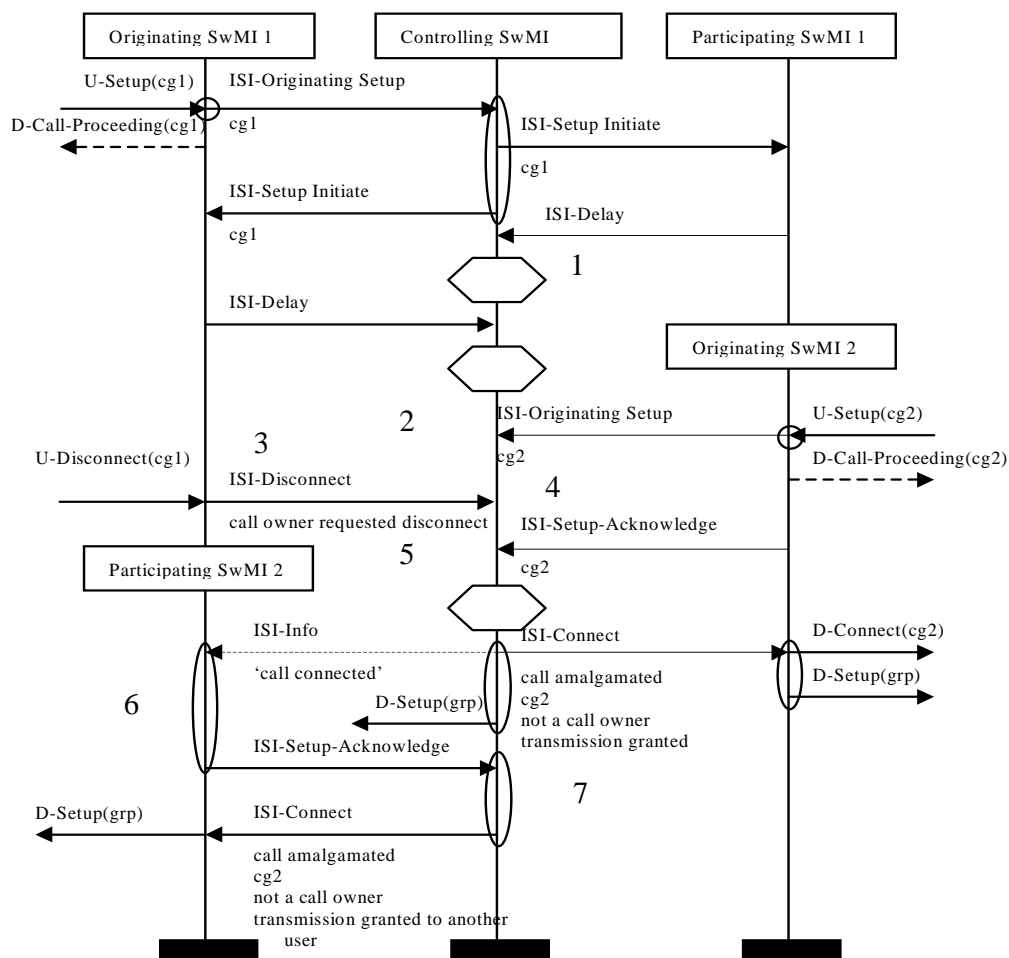 Originating SwMI 1
Controlling SwMI
Participating SwMI 1
U-Setup(cg1)
ISI-Originating Setup
D-Call-Proceeding(cg1)
cg1
ISI-Setup Initiate
cg1
ISI-Setup Initiate
cg1
ISI-Delay
1
ISI-Delay
Originating SwMI 2
2
ISI-Originating Setup
U-Setup(cg2)
3
cg2
U-Disconnect(cg1)
ISI-Disconnect
4
D-Call-Proceeding(cg2)
call owner requested disconnect
ISI-Setup-Acknowledge
5
cg2
Participating SwMI 2
ISI-Info
ISI-Connect
D-Connect(cg2)
'call connected'
call amalgamated
D-Setup(grp)
6
D-Setup(grp)
cg2
not a call owner
transmission granted
ISI-Setup-Acknowledge
7
D-Setup(grp)
ISI-Connect
call amalgamated
cg2
not a call owner
transmission granted to another
user